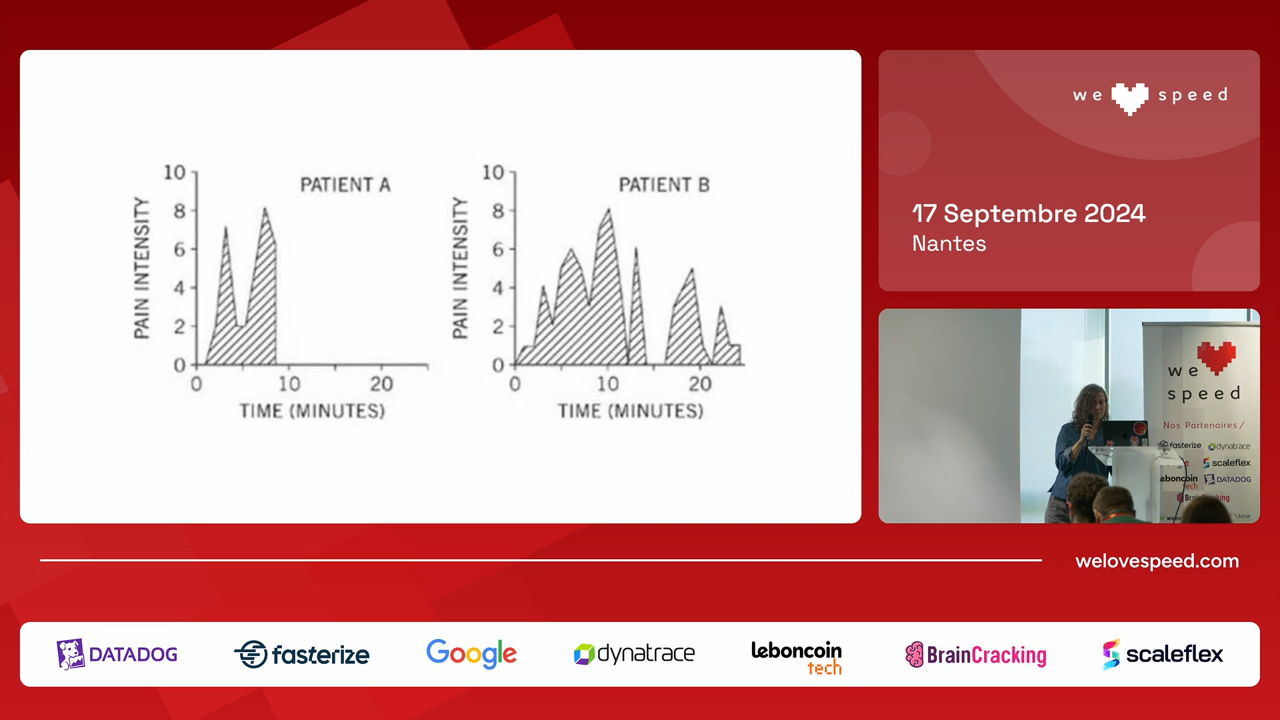 10
8
6
4
2
0
PAIN INTENSITY
PATIENT A
0 10 20
TIME (MINUTES)
10
8
6
4
2
0
PAIN INTENSITY
PATIENT B
0 10 20
TIME (MINUTES)
we speed
17 Septembre 2024
Nantes
we
speed
Nos Partenaires/
fasterize dynatrace
scaleflex
leboncoin
tech
DATADOG
welovespeed.com
DATADOG
fasterize
Google
dynatrace
leboncoin
tech
BrainCracking
scaleflex